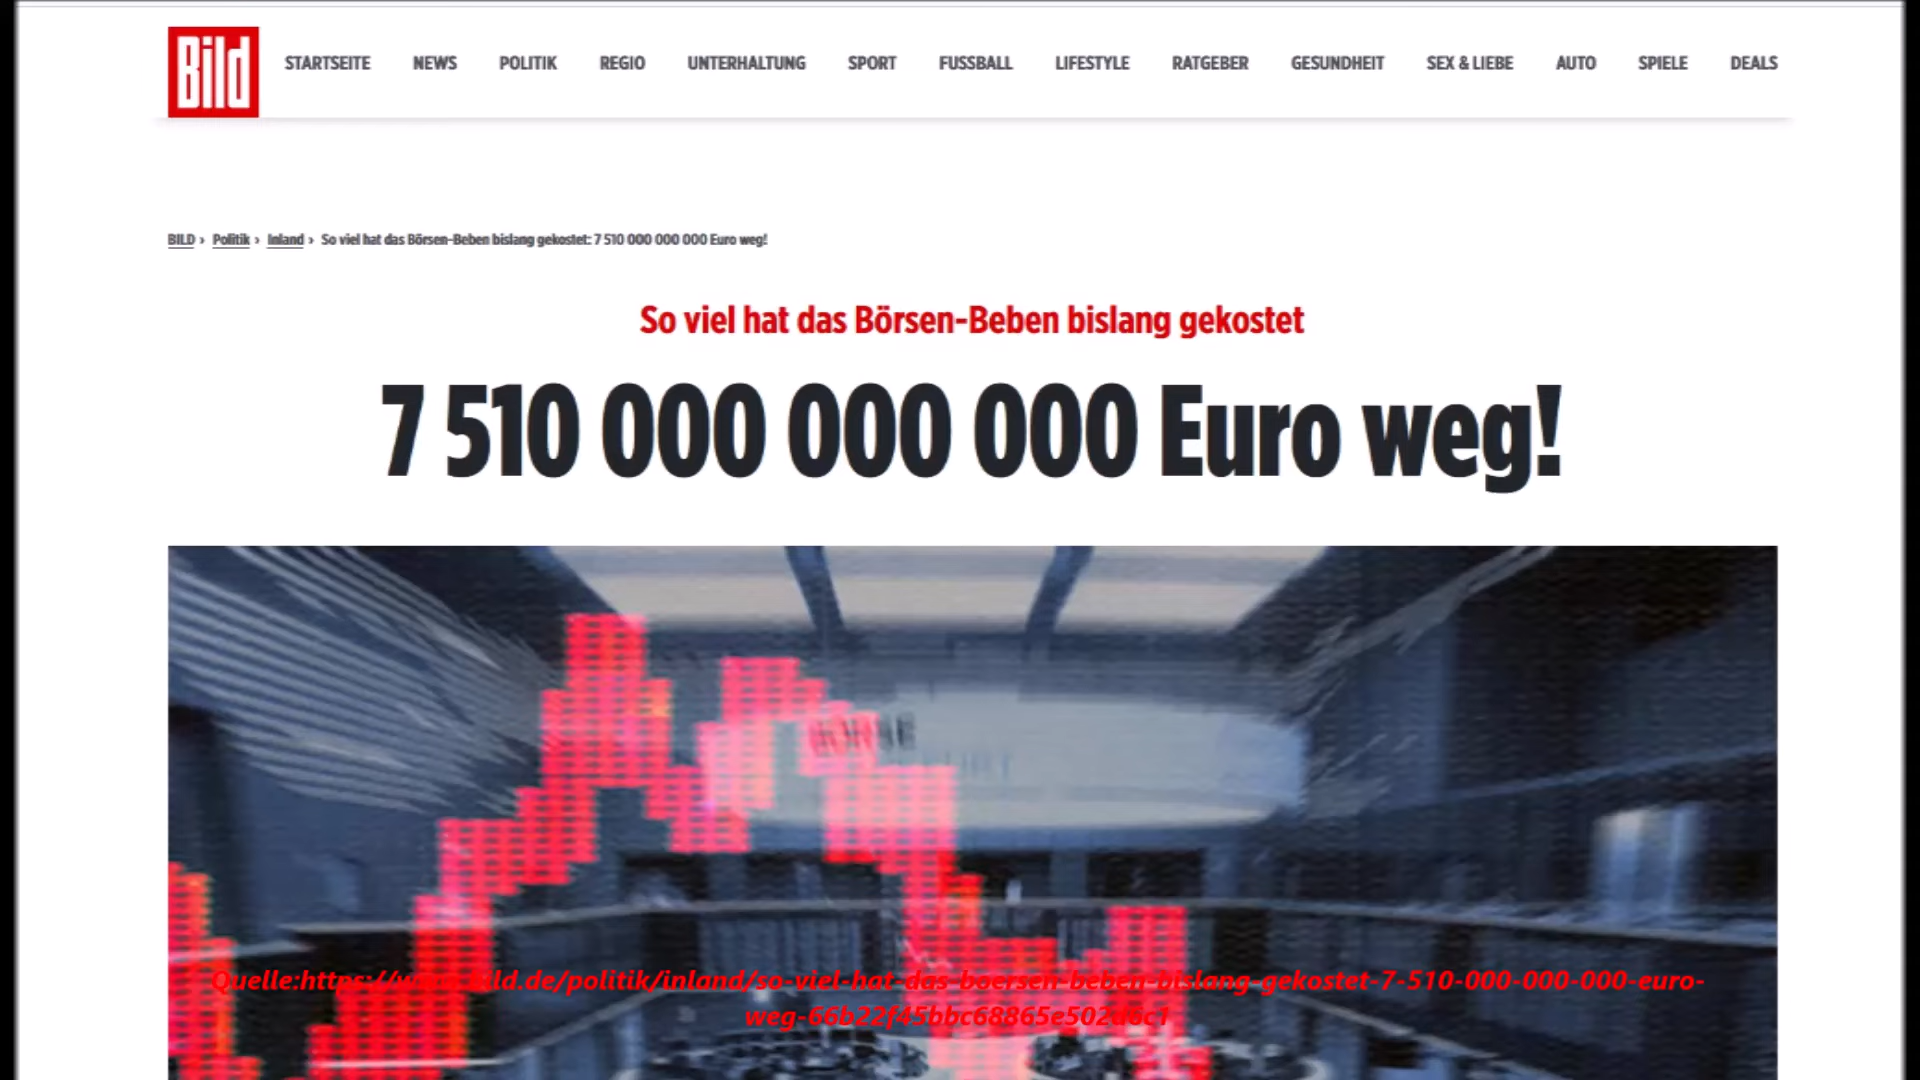 Bild STARTSEITE NEWS POLITIK REGIO UNTERHALTUNG SPORT FUSSBALL LIFESTYLE RATGEBER GESUNDHEIT SEX & LIEBE AUTO SPIELE DEALS
BILD › Politik › Inland › So viel hat das Börsen-Beben bislang gekostet: 7 510 000 000 000 Euro weg!
So viel hat das Börsen-Beben bislang gekostet
7 510 000 000 000 Euro weg!
BÖRSE
Quelle:https://www.bild.de/politik/inland/so-viel-hat-das-boersen-beben-bislang-gekostet-7-510-000-000-000-euro-
weg-66b22f45bbc68865e502d6c1